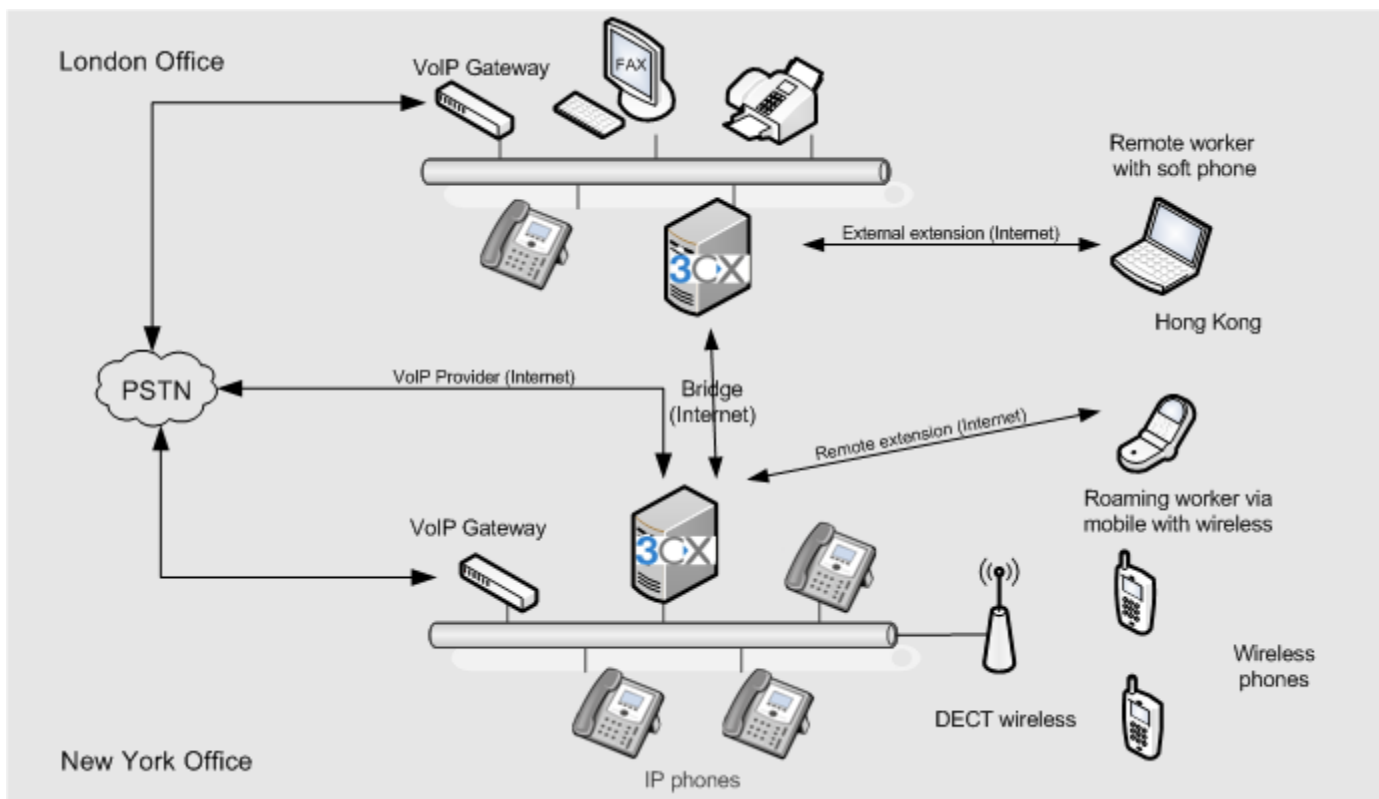 London Office
VoIP Gateway
FAX
Remote worker
with soft phone
3CX
External extension (Internet)
Hong Kong
PSTN
VoIP Provider (Internet)
Bridge
(Internet)
Remote extension (Internet)
Roaming worker via
mobile with wireless
VoIP Gateway
3CX
Wireless
phones
DECT wireless
New York Office
IP phones